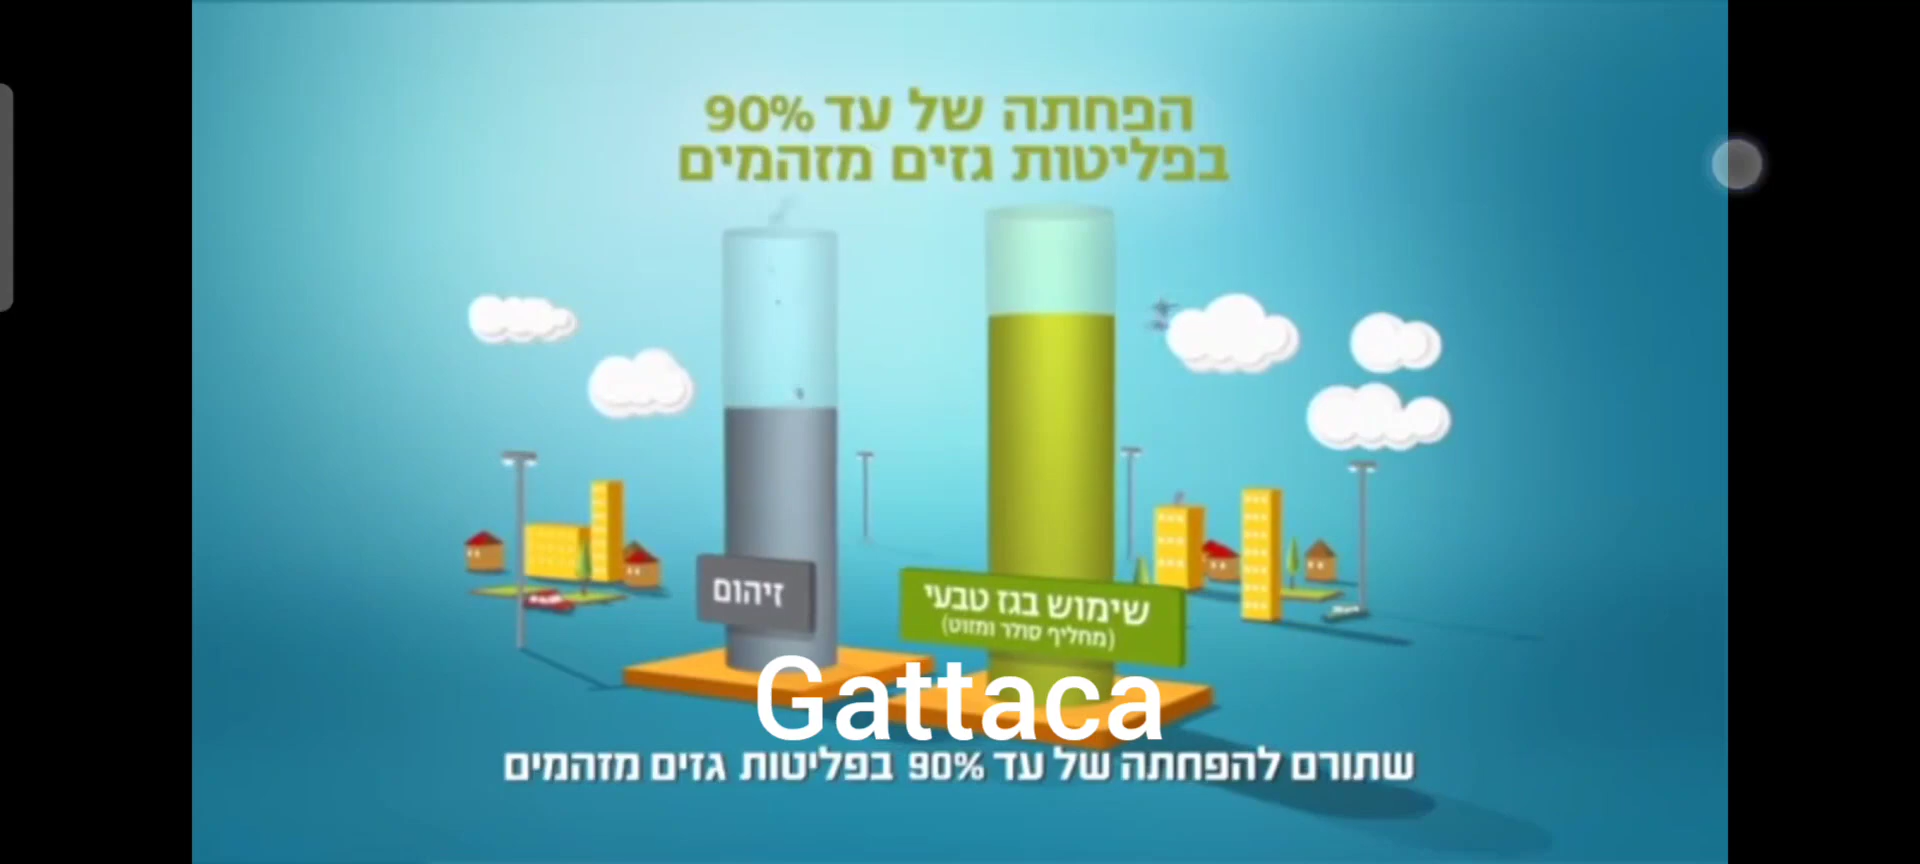 הפחתה של עד 90%
בפליטות גזים מזהמים
זיהום
שימוש בגז טבעי
(מחליף סולר ומזוט)
Gattaca
שתורם להפחתה של עד 90% בפליטות גזים מזהמים